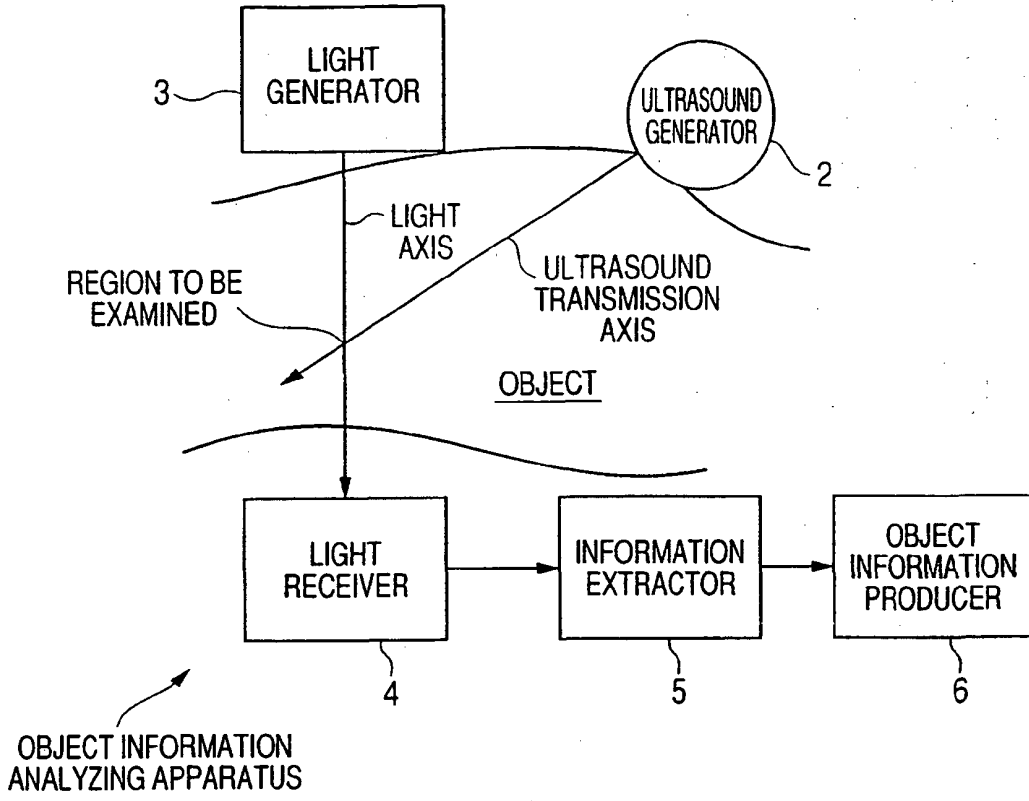 LIGHT
GENERATOR
3
ULTRASOUND
GENERATOR
2
LIGHT
AXIS
ULTRASOUND
TRANSMISSION
AXIS
REGION TO BE
EXAMINED
OBJECT
LIGHT
RECEIVER
4
INFORMATION
EXTRACTOR
5
OBJECT
INFORMATION
PRODUCER
6
OBJECT INFORMATION
ANALYZING APPARATUS